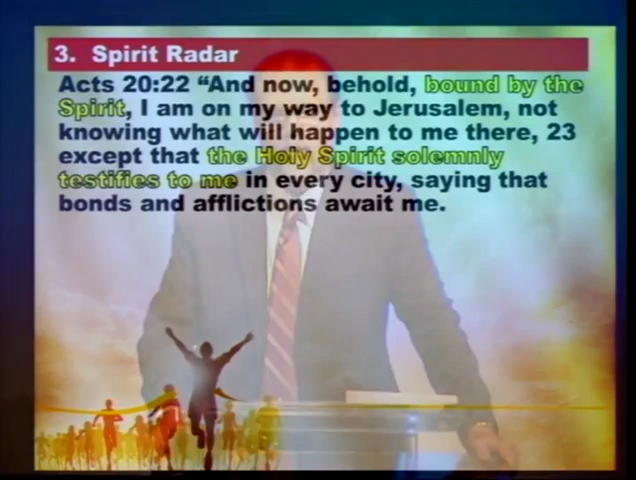 3. Spirit Radar
Acts 20:22 “And now, behold, bound by the
Spirit, I am on my way to Jerusalem, not
knowing what will happen to me there, 23
except that the Holy Spirit solemnly
testifies to me in every city, saying that
bonds and afflictions await me.